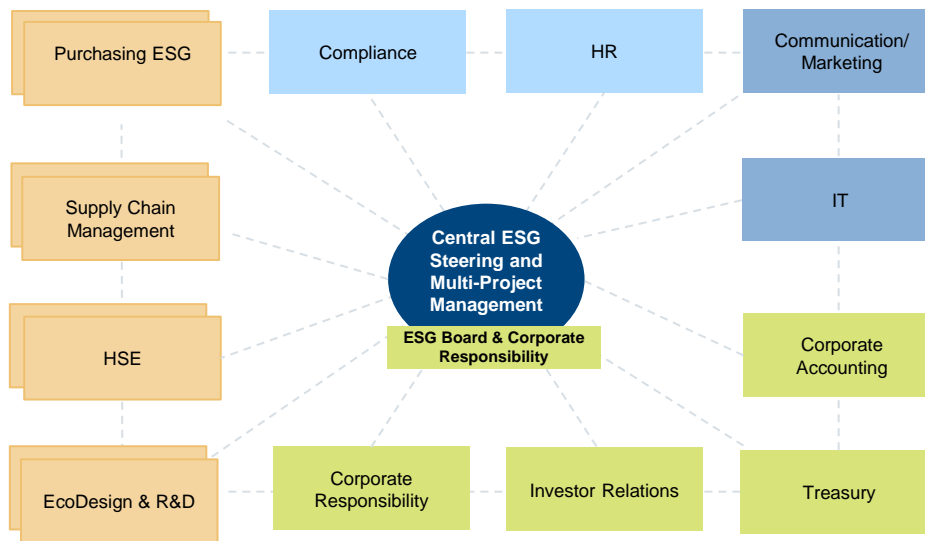 Purchasing ESG
Compliance
HR
Communication/
Marketing
Supply Chain
Management
Central ESG
Steering and
Multi-Project
Management
IT
ESG Board & Corporate
Responsibility
HSE
Corporate
Accounting
EcoDesign & R&D
Corporate
Responsibility
Investor Relations
Treasury